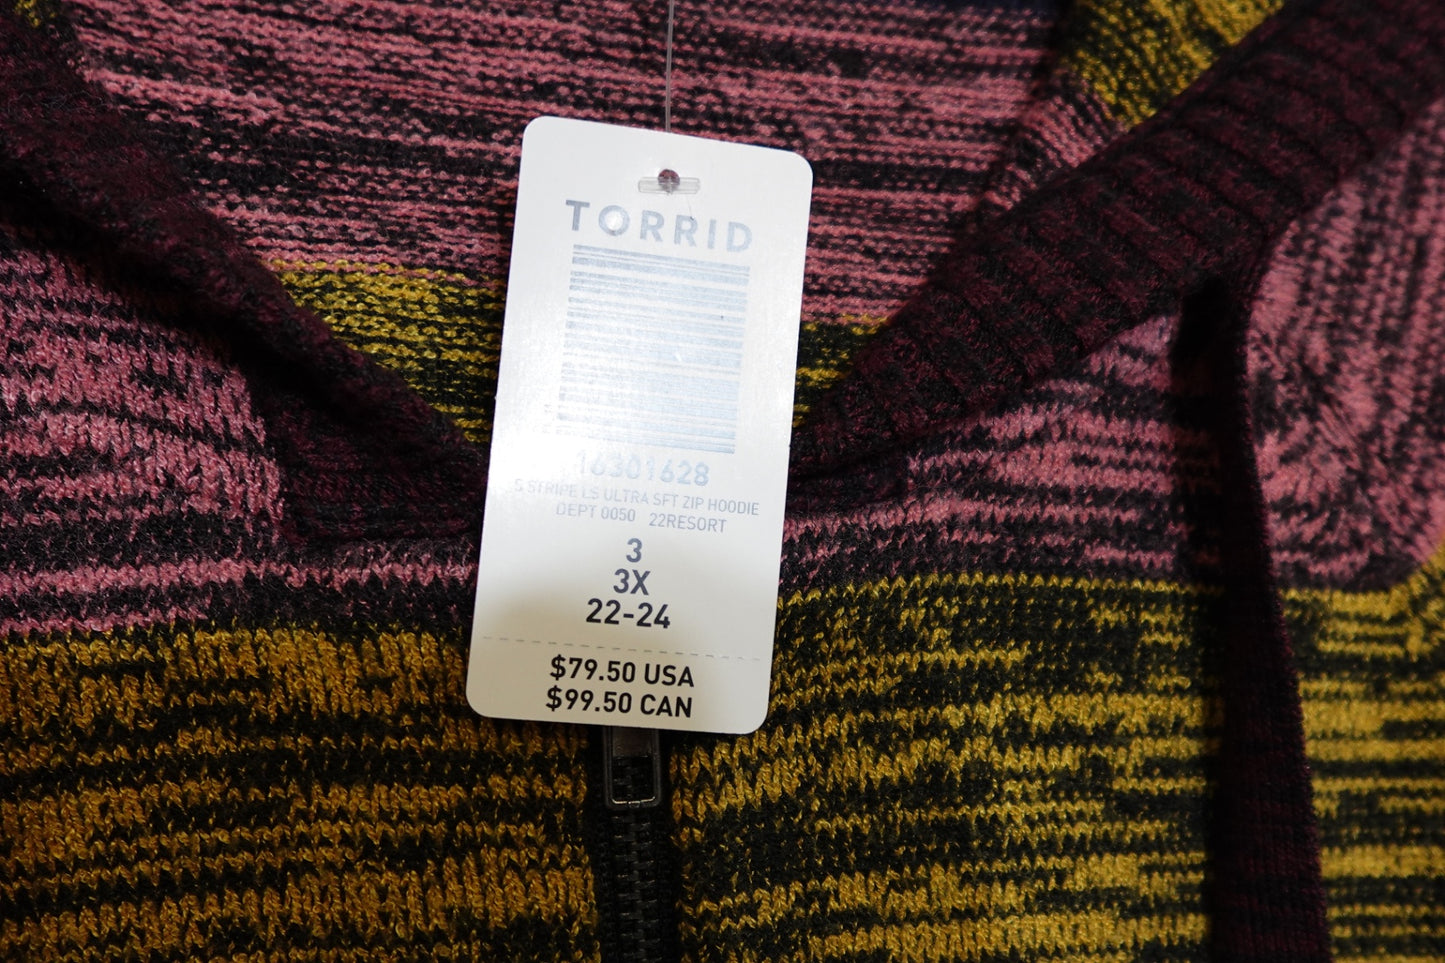 TORRID
16301628
S STRIPE LS ULTRA SFT ZIP HOODIE
DEPT 0050 22RESORT
3
3X
22-24
$79.50 USA
$99.50 CAN